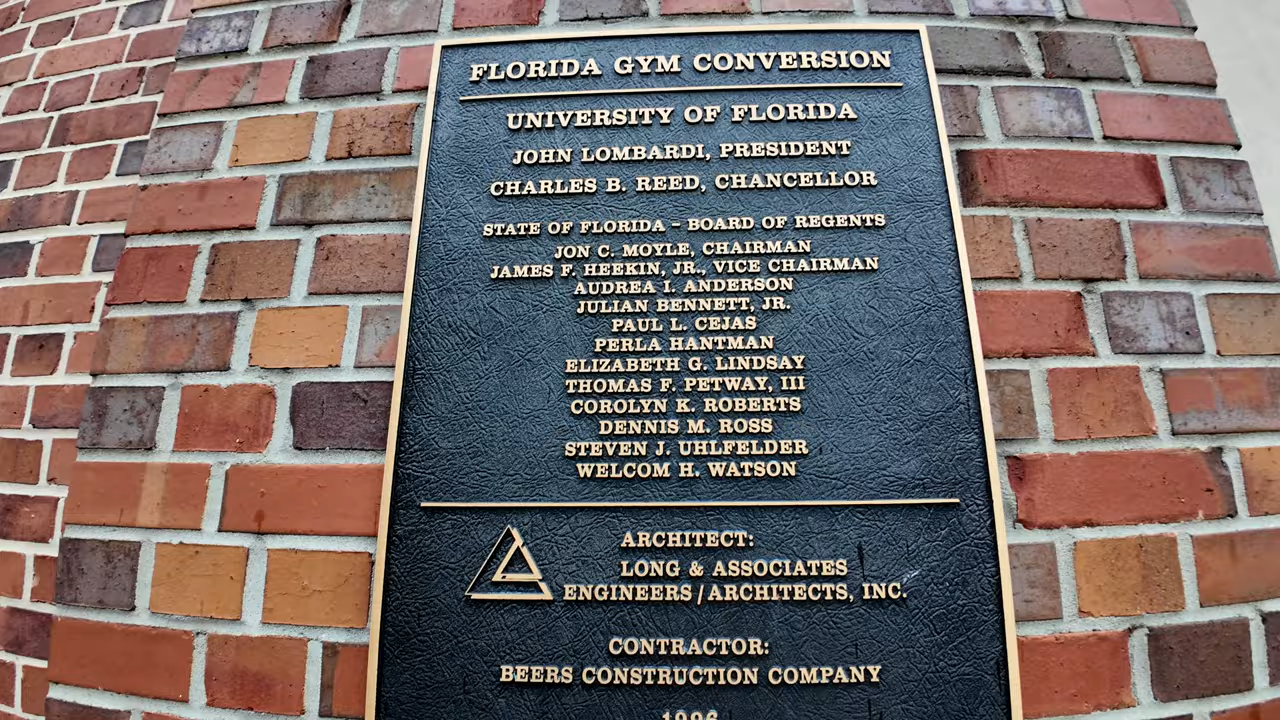 FLORIDA GYM CONVERSION
UNIVERSITY OF FLORIDA
JOHN LOMBARDI, PRESIDENT
CHARLES B. REED, CHANCELLOR
STATE OF FLORIDA – BOARD OF REGENTS
JON C. MOYLE, CHAIRMAN
JAMES F. HEEKIN, JR., VICE CHAIRMAN
AUDREA I. ANDERSON
JULIAN BENNETT, JR.
PAUL L. CEJAS
PERLA HANTMAN
ELIZABETH G. LINDSAY
THOMAS F. PETWAY, III
COROLYN K. ROBERTS
DENNIS M. ROSS
STEVEN J. UHLFELDER
WELCOM H. WATSON
ARCHITECT:
LONG & ASSOCIATES
ENGINEERS/ARCHITECTS, INC.
CONTRACTOR:
BEERS CONSTRUCTION COMPANY
1996